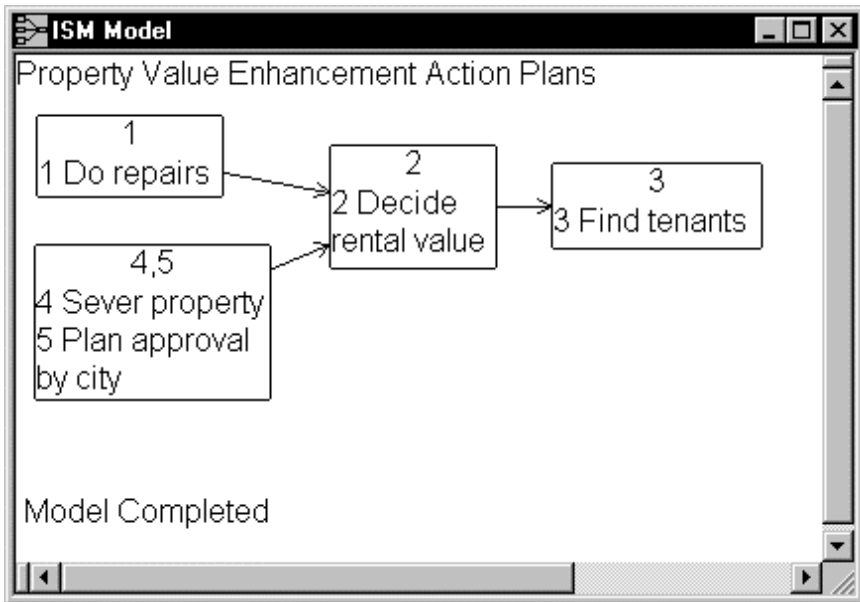 ISM Model
Property Value Enhancement Action Plans
1
1 Do repairs
2
2 Decide
rental value
3
3 Find tenants
4,5
4 Sever property
5 Plan approval
by city
Model Completed